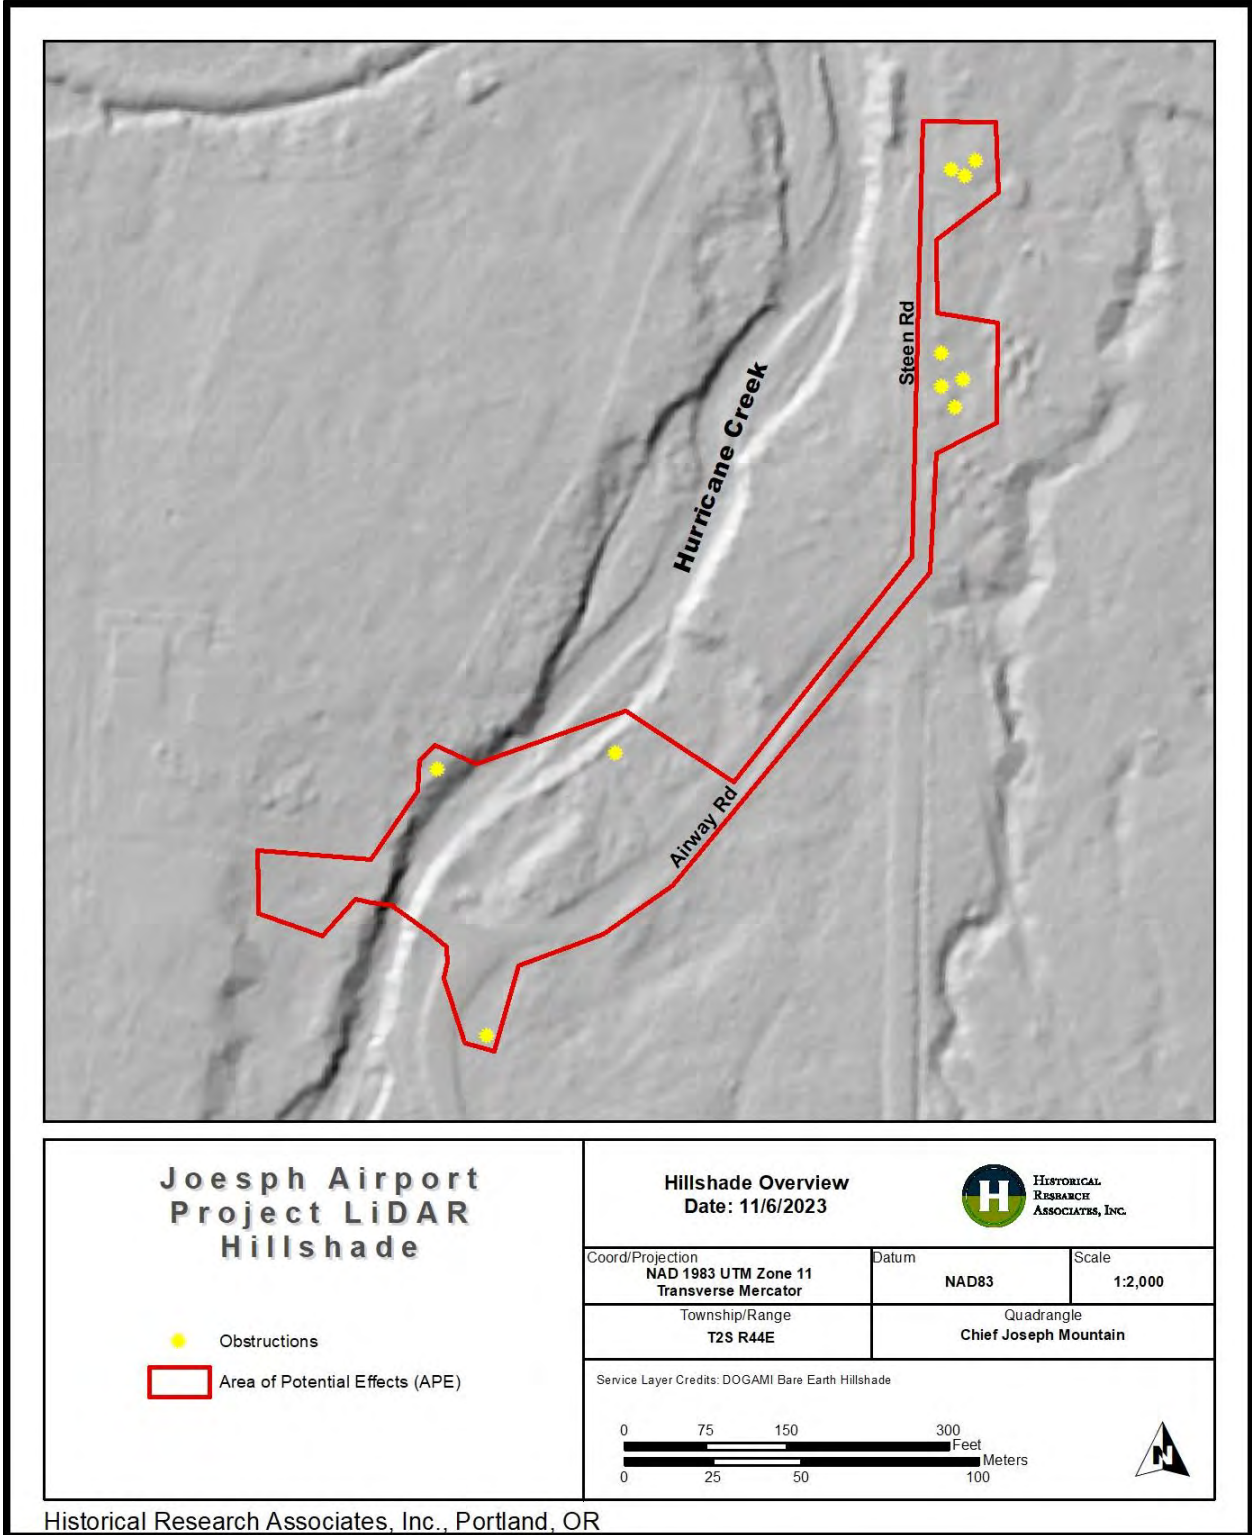 Steen Rd
Hurricane Creek
Airway Rd
Joesph Airport
Project LiDAR
Hillshade
Obstructions
Area of Potential Effects (APE)
Hillshade Overview
Date: 11/6/2023
H
HISTORICAL
RESEARCH
ASSOCIATES, INC.
Coord/Projection
NAD 1983 UTM Zone 11
Transverse Mercator
Datum
NAD83
Scale
1:2,000
Township/Range
T2S R44E
Quadrangle
Chief Joseph Mountain
Service Layer Credits: DOGAMI Bare Earth Hillshade
0 75 150 300
Feet
Meters
0 25 50 100
N
Historical Research Associates, Inc., Portland, OR